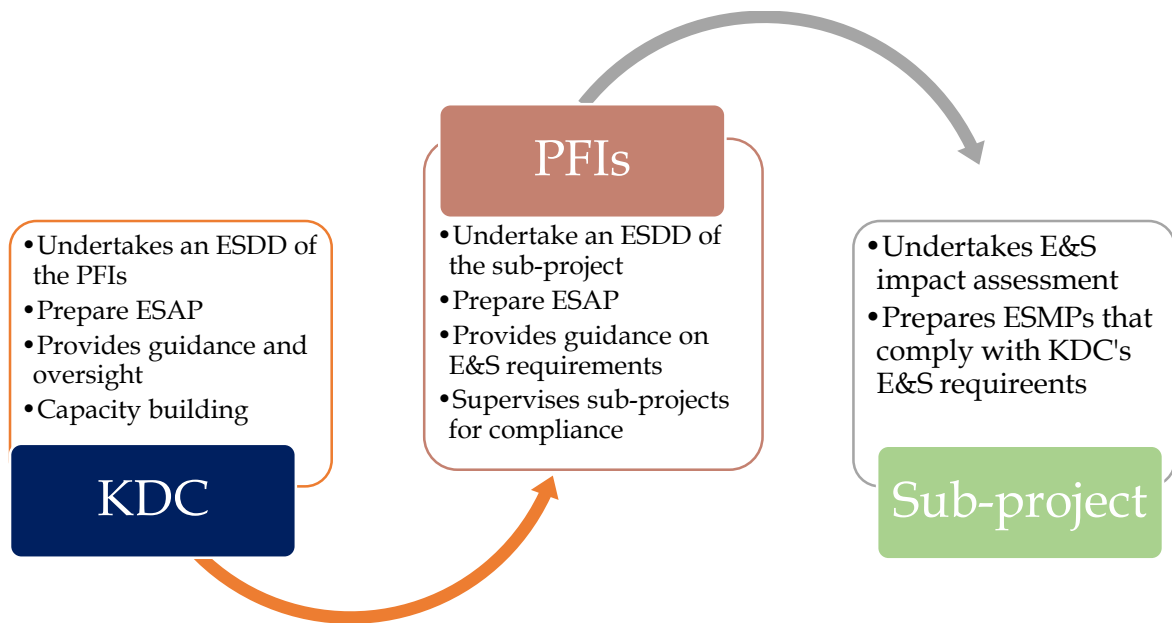 •Undertakes an ESDD of
the PFIs
•Prepare ESAP
•Provides guidance and
oversight
•Capacity building
KDC
PFIs
•Undertake an ESDD of
the sub-project
•Prepare ESAP
•Provides guidance on
E&S requirements
•Supervises sub-projects
for compliance
•Undertakes E&S
impact assessment
•Prepares ESMPs that
comply with KDC's
E&S requireents
Sub-project